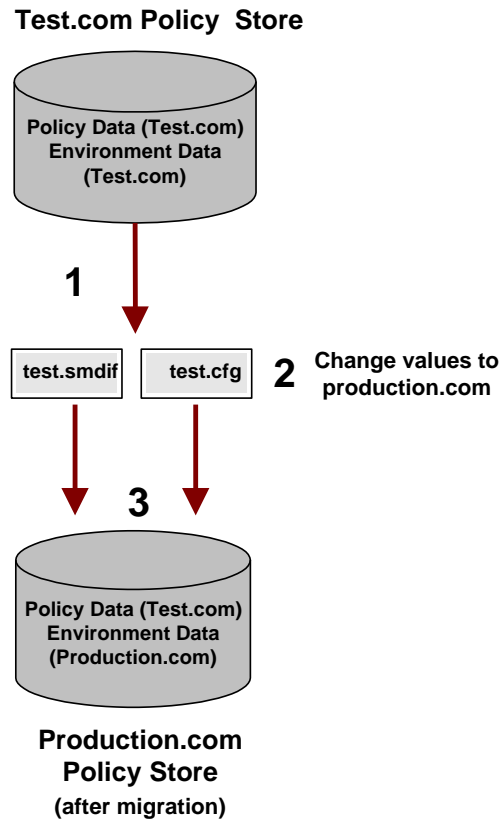 Test.com Policy Store
Policy Data (Test.com)
Environment Data
(Test.com)
1
test.smdif
test.cfg
2
Change values to
production.com
3
Policy Data (Test.com)
Environment Data
(Production.com)
Production.com
Policy Store
(after migration)